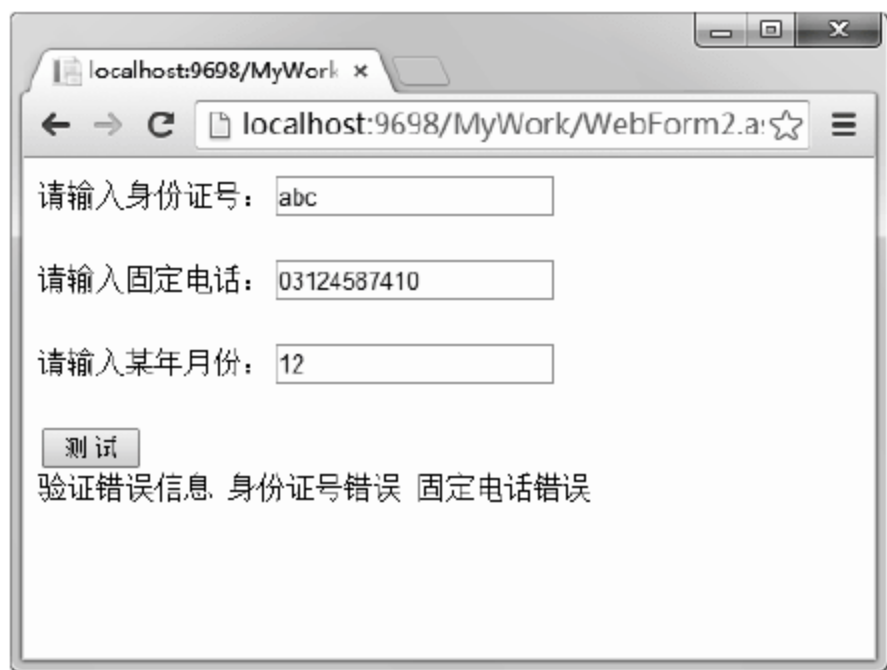 localhost:9698/MyWork
localhost:9698/MyWork/WebForm2.a
请输入身份证号： abc
请输入固定电话： 03124587410
请输入某年月份： 12
测 试
验证错误信息 身份证号错误 固定电话错误